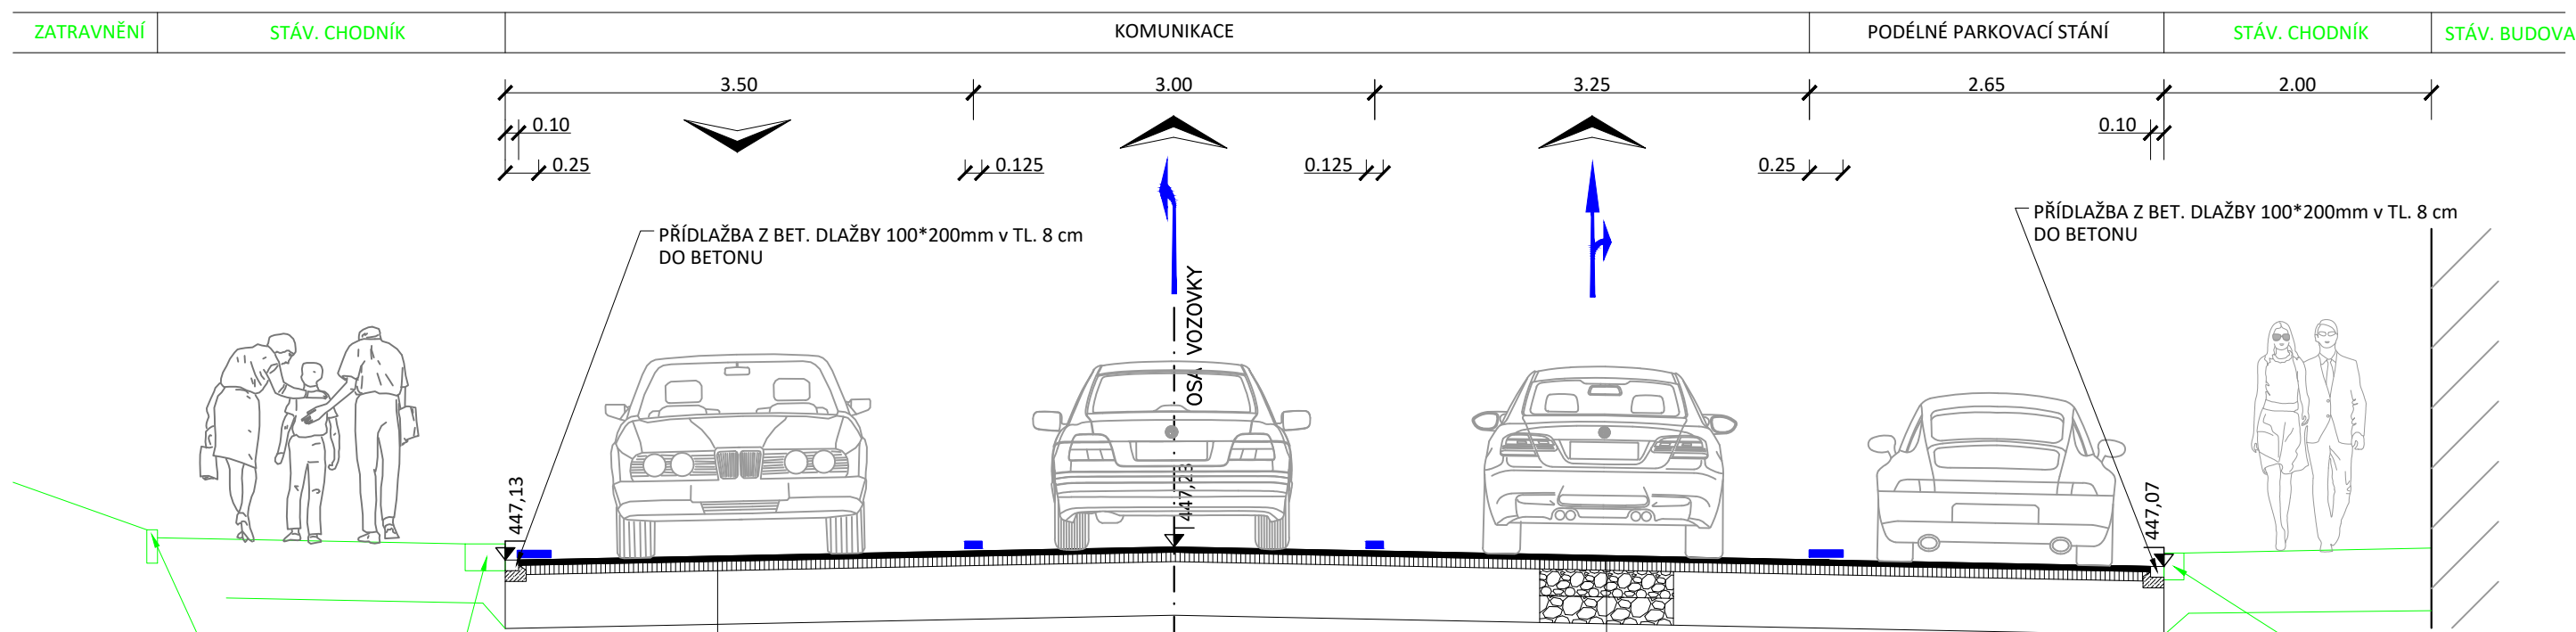 ZATRAVNĚNÍ
STÁV. CHODNÍK
KOMUNIKACE
PODÉLNÉ PARKOVACÍ STÁNÍ
STÁV. CHODNÍK
STÁV. BUDOVA
3.50
3.00
3.25
2.65
2.00
0.10
0.10
0.25
0.125
0.125
0.25
PŘÍDLAŽBA Z BET. DLAŽBY 100*200mm v TL. 8 cm
DO BETONU
PŘÍDLAŽBA Z BET. DLAŽBY 100*200mm v TL. 8 cm
DO BETONU
OSA VOZOVKY
447,13
447,23
447,07